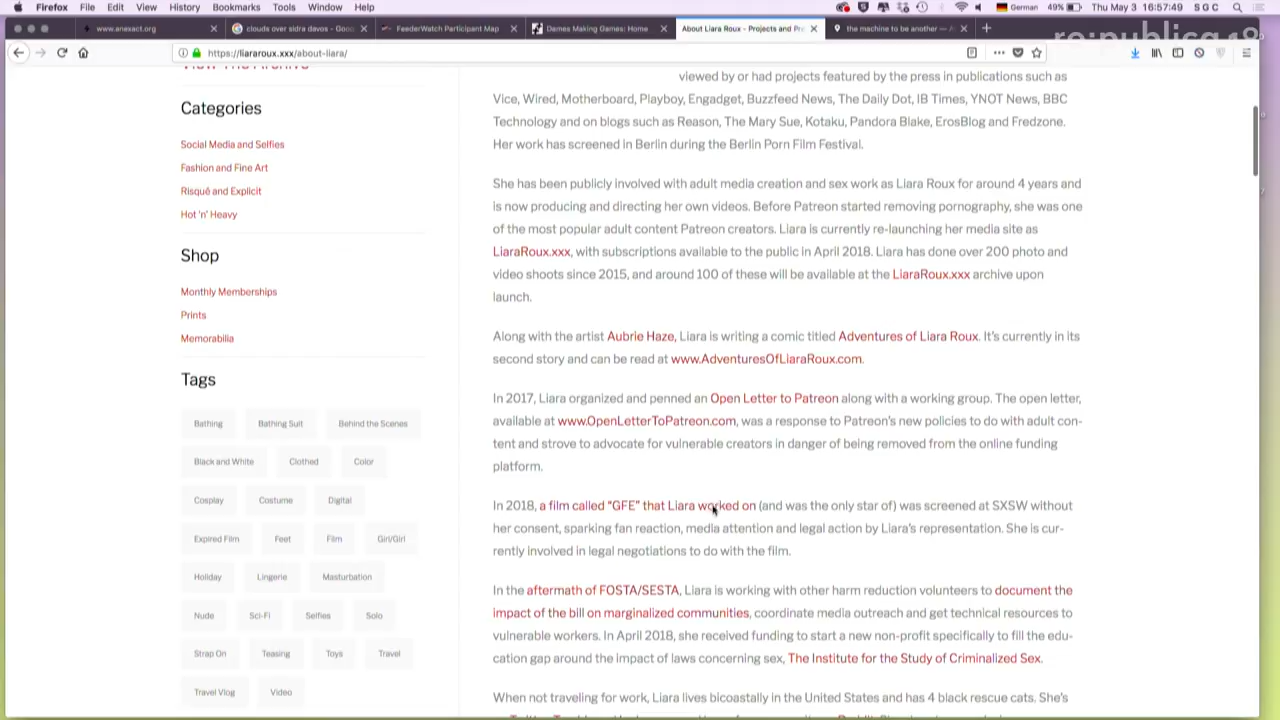 Firefox File Edit View History Bookmarks Tools Window Help German 49% Thu May 3 16:57:49 S G C
www.anexact.org clouds over sidra davos - Goo FeederWatch Participant Map Dames Making Games: Home About Liara Roux - Projects and Pr the machine to be another —
re:publica 18
https://liararoux.xxx/about-liara/
View The Archive
Categories
Social Media and Selfies
Fashion and Fine Art
Risqué and Explicit
Hot 'n' Heavy
Shop
Monthly Memberships
Prints
Memorabilia
Tags
Bathing Bathing Suit Behind the Scenes
Black and White Clothed Color
Cosplay Costume Digital
Expired Film Feet Film Girl/Girl
Holiday Lingerie Masturbation
Nude Sci-Fi Selfies Solo
Strap On Teasing Toys Travel
Travel Vlog Video
viewed by or had projects featured by the press in publications such as
Vice, Wired, Motherboard, Playboy, Engadget, Buzzfeed News, The Daily Dot, IB Times, YNOT News, BBC
Technology and on blogs such as Reason, The Mary Sue, Kotaku, Pandora Blake, ErosBlog and Fredzone.
Her work has screened in Berlin during the Berlin Porn Film Festival.
She has been publicly involved with adult media creation and sex work as Liara Roux for around 4 years and
is now producing and directing her own videos. Before Patreon started removing pornography, she was one
of the most popular adult content Patreon creators. Liara is currently re-launching her media site as
LiaraRoux.xxx, with subscriptions available to the public in April 2018. Liara has done over 200 photo and
video shoots since 2015, and around 100 of these will be available at the LiaraRoux.xxx archive upon
launch.
Along with the artist Aubrie Haze, Liara is writing a comic titled Adventures of Liara Roux. It's currently in its
second story and can be read at www.AdventuresOfLiaraRoux.com.
In 2017, Liara organized and penned an Open Letter to Patreon along with a working group. The open letter,
available at www.OpenLetterToPatreon.com, was a response to Patreon's new policies to do with adult con-
tent and strove to advocate for vulnerable creators in danger of being removed from the online funding
platform.
In 2018, a film called "GFE" that Liara worked on (and was the only star of) was screened at SXSW without
her consent, sparking fan reaction, media attention and legal action by Liara's representation. She is cur-
rently involved in legal negotiations to do with the film.
In the aftermath of FOSTA/SESTA, Liara is working with other harm reduction volunteers to document the
impact of the bill on marginalized communities, coordinate media outreach and get technical resources to
vulnerable workers. In April 2018, she received funding to start a new non-profit specifically to fill the edu-
cation gap around the impact of laws concerning sex, The Institute for the Study of Criminalized Sex.
When not traveling for work, Liara lives bicoastally in the United States and has 4 black rescue cats. She's